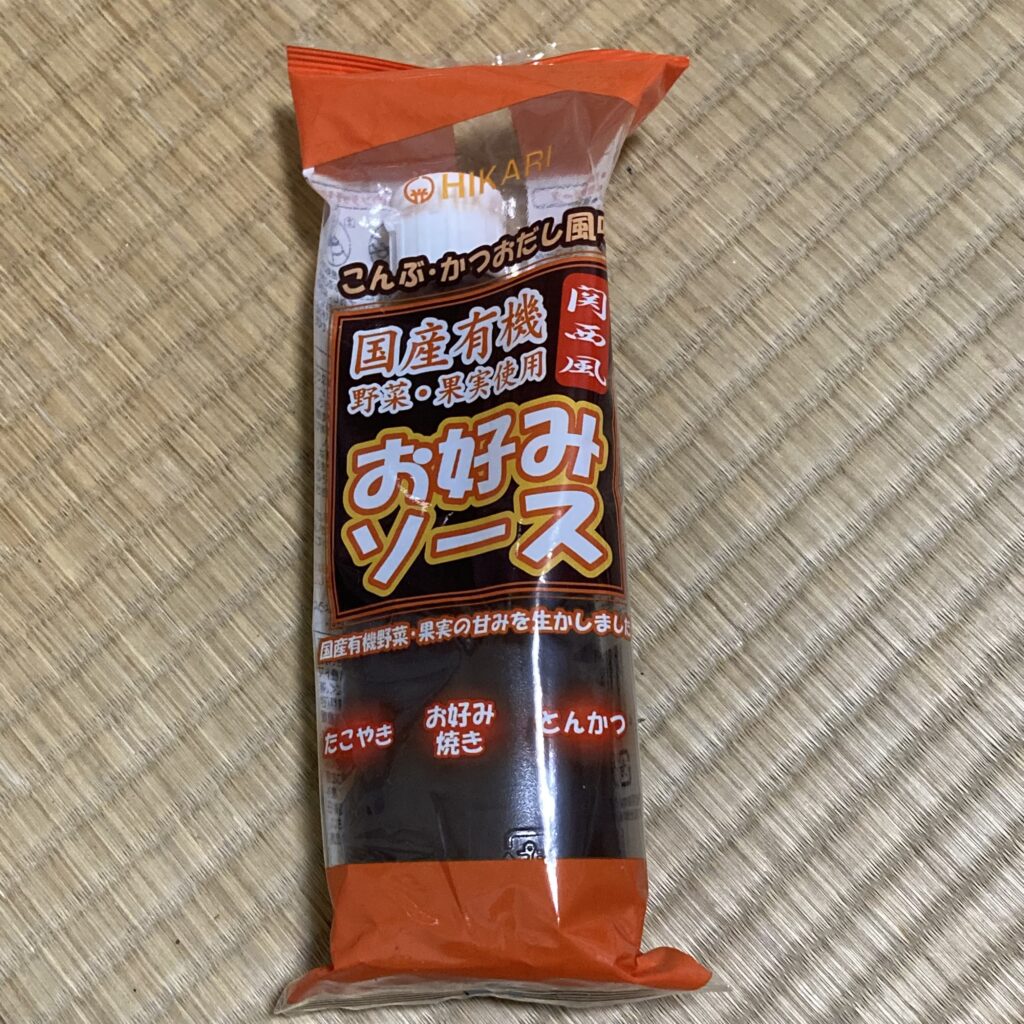 HIKARI
こんぶ・かつおだし風味
関西風
国産有機
野菜・果実使用
お好み
ソース
国産有機野菜・果実の甘みを生かしました
たこやき
お好み
焼き
とんかつ